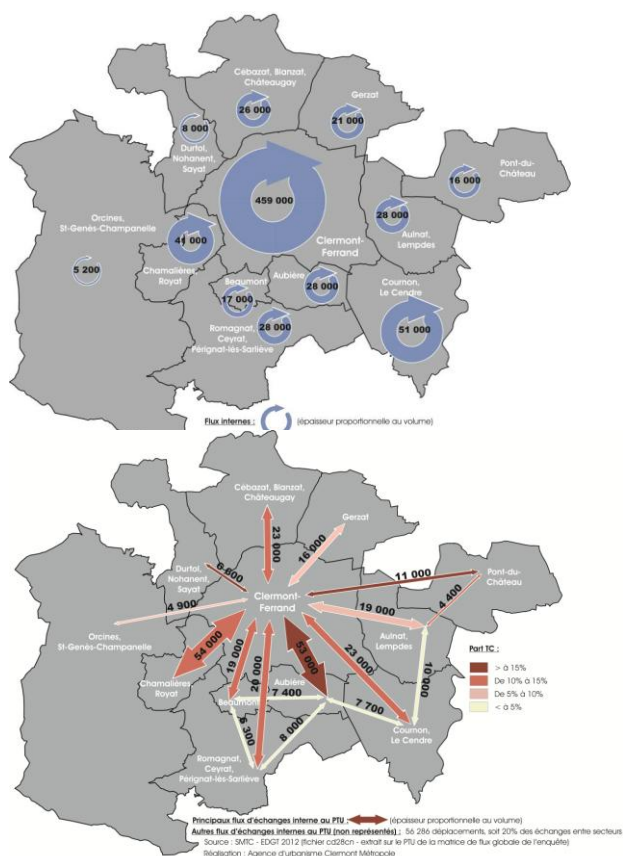 Cébazat, Blanzat,
Châteaugay
26 000
Gerzat
21 000
8 000
Durtol,
Nohanent,
Sayat
Pont-du-
Château
16 000
459 000
Orcines,
St-Genès-Champanelle
28 000
Aulnat,
Lempdes
Clermont-
Ferrand
41 000
Chamalières,
Royat
5 200
Beaumont
17 000
Aubière
28 000
Cournon,
Le Cendre
51 000
Romagnat,
Ceyrat,
Pérignat-lès-Sarliève
28 000
Flux internes :
(épaisseur proportionnelle au volume)
Cébazat, Blanzat,
Châteaugay
23 000
Gerzat
16 000
Durtol,
Nohanent,
Sayat
6 600
11 000
Pont-du-
Château
Clermont-
Ferrand
4 900
19 000
4 400
Orcines,
St-Genès-Champanelle
Aulnat,
Lempdes
54 000
19 000
20 000
53 000
23 000
10 000
Chamalières,
Royat
Aubière
7 400
Beaumont
7 700
6 300
8 000
Cournon,
Le Cendre
Romagnat,
Ceyrat,
Pérignat-lès-Sarliève
Part TC :
> à 15%
De 10% à 15%
De 5% à 10%
< à 5%
Principaux flux d'échanges interne au PTU :
(épaisseur proportionnelle au volume)
Autres flux d'échanges internes au PTU (non représentés) : 56 286 déplacements, soit 20% des échanges entre secteurs
Source : SMTC - EDGT 2012 (fichier cd28cn - extrait sur le PTU de la matrice de flux globale de l'enquête)
Réalisation : Agence d'urbanisme Clermont Métropole